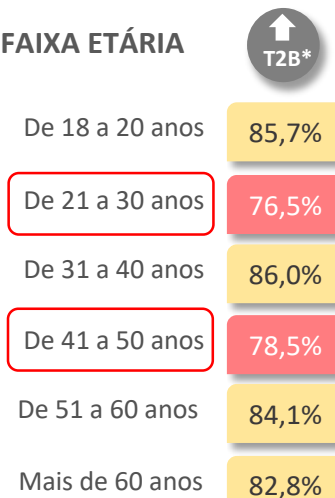 FAIXA ETÁRIA T2B*
De 18 a 20 anos 85,7%
De 21 a 30 anos 76,5%
De 31 a 40 anos 86,0%
De 41 a 50 anos 78,5%
De 51 a 60 anos 84,1%
Mais de 60 anos 82,8%